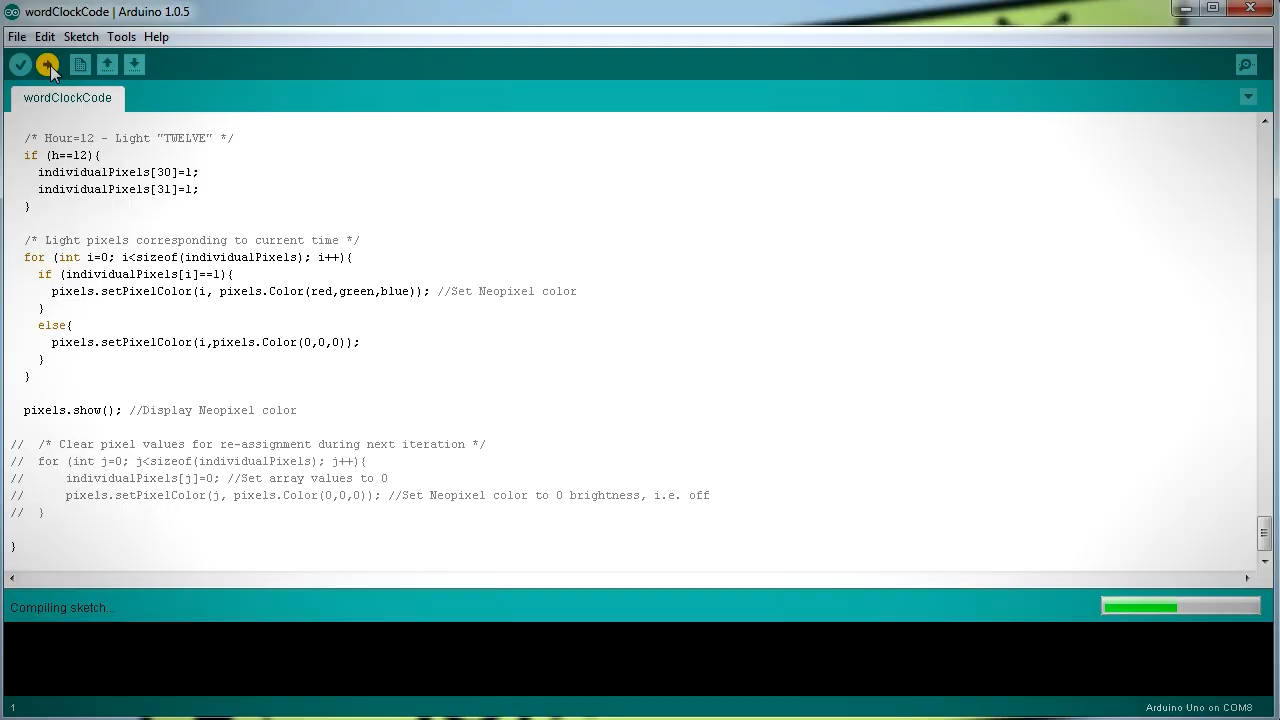 wordClockCode | Arduino 1.0.5
File Edit Sketch Tools Help
wordClockCode
/* Hour=12 - Light "TWELVE" */
if (h==12){
individualPixels[30]=1;
individualPixels[31]=1;
}
/* Light pixels corresponding to current time */
for (int i=0; i<sizeof(individualPixels); i++){
if (individualPixels[i]==1){
pixels.setPixelColor(i, pixels.Color(red,green,blue)); //Set Neopixel color
}
else{
pixels.setPixelColor(i,pixels.Color(0,0,0));
}
}
pixels.show(); //Display Neopixel color
// /* Clear pixel values for re-assignment during next iteration */
// for (int j=0; j<sizeof(individualPixels); j++){
// individualPixels[j]=0; //Set array values to 0
// pixels.setPixelColor(j, pixels.Color(0,0,0)); //Set Neopixel color to 0 brightness, i.e. off
// }
}
Compiling sketch...
1
Arduino Uno on COM8